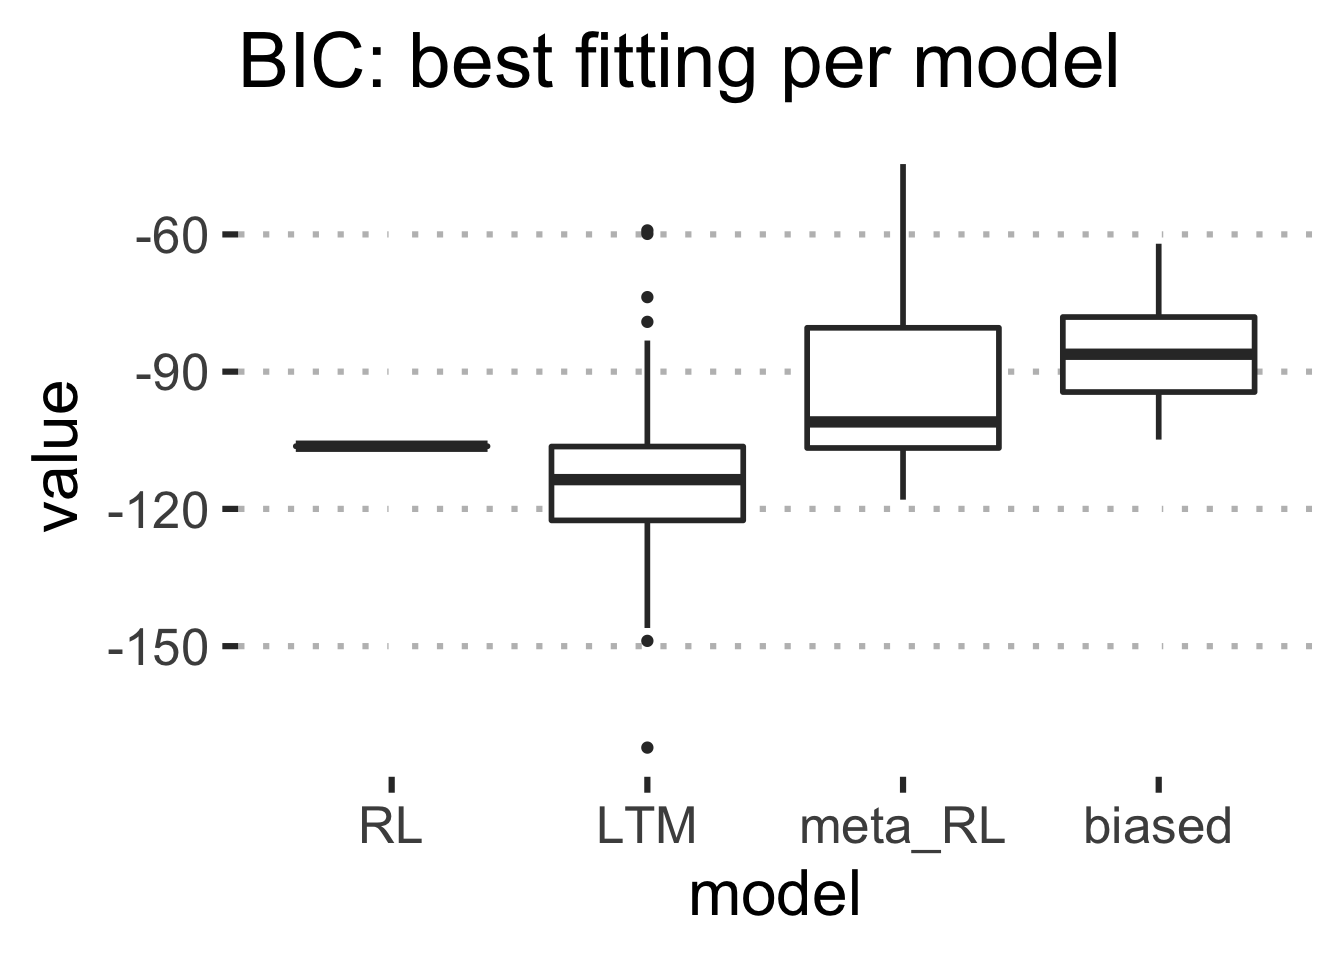 BIC: best fitting per model
value
-60
-90
-120
-150
RL LTM meta_RL biased
model